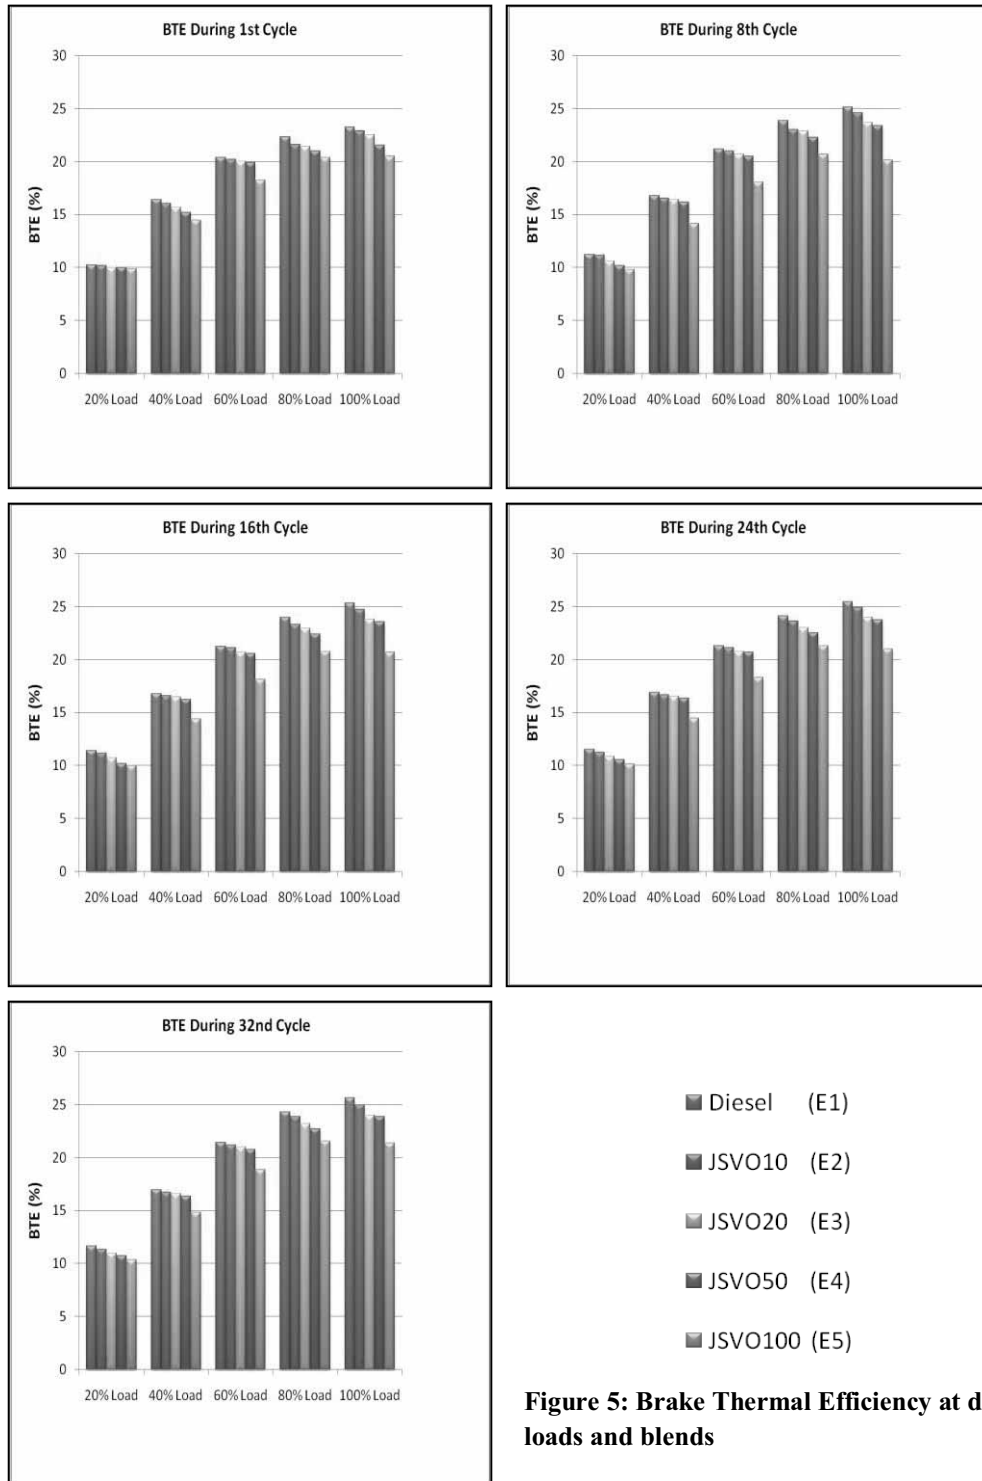 BTE During 1st Cycle
30
25
20
15
10
5
0
BTE (%)
20% Load 40% Load 60% Load 80% Load 100% Load
BTE During 8th Cycle
30
25
20
15
10
5
0
BTE (%)
20% Load 40% Load 60% Load 80% Load 100% Load
BTE During 16th Cycle
30
25
20
15
10
5
0
BTE (%)
20% Load 40% Load 60% Load 80% Load 100% Load
BTE During 24th Cycle
30
25
20
15
10
5
0
BTE (%)
20% Load 40% Load 60% Load 80% Load 100% Load
BTE During 32nd Cycle
30
25
20
15
10
5
0
BTE (%)
20% Load 40% Load 60% Load 80% Load 100% Load
Diesel (E1)
JSVO10 (E2)
JSVO20 (E3)
JSVO50 (E4)
JSVO100 (E5)
Figure 5: Brake Thermal Efficiency at
loads and blends